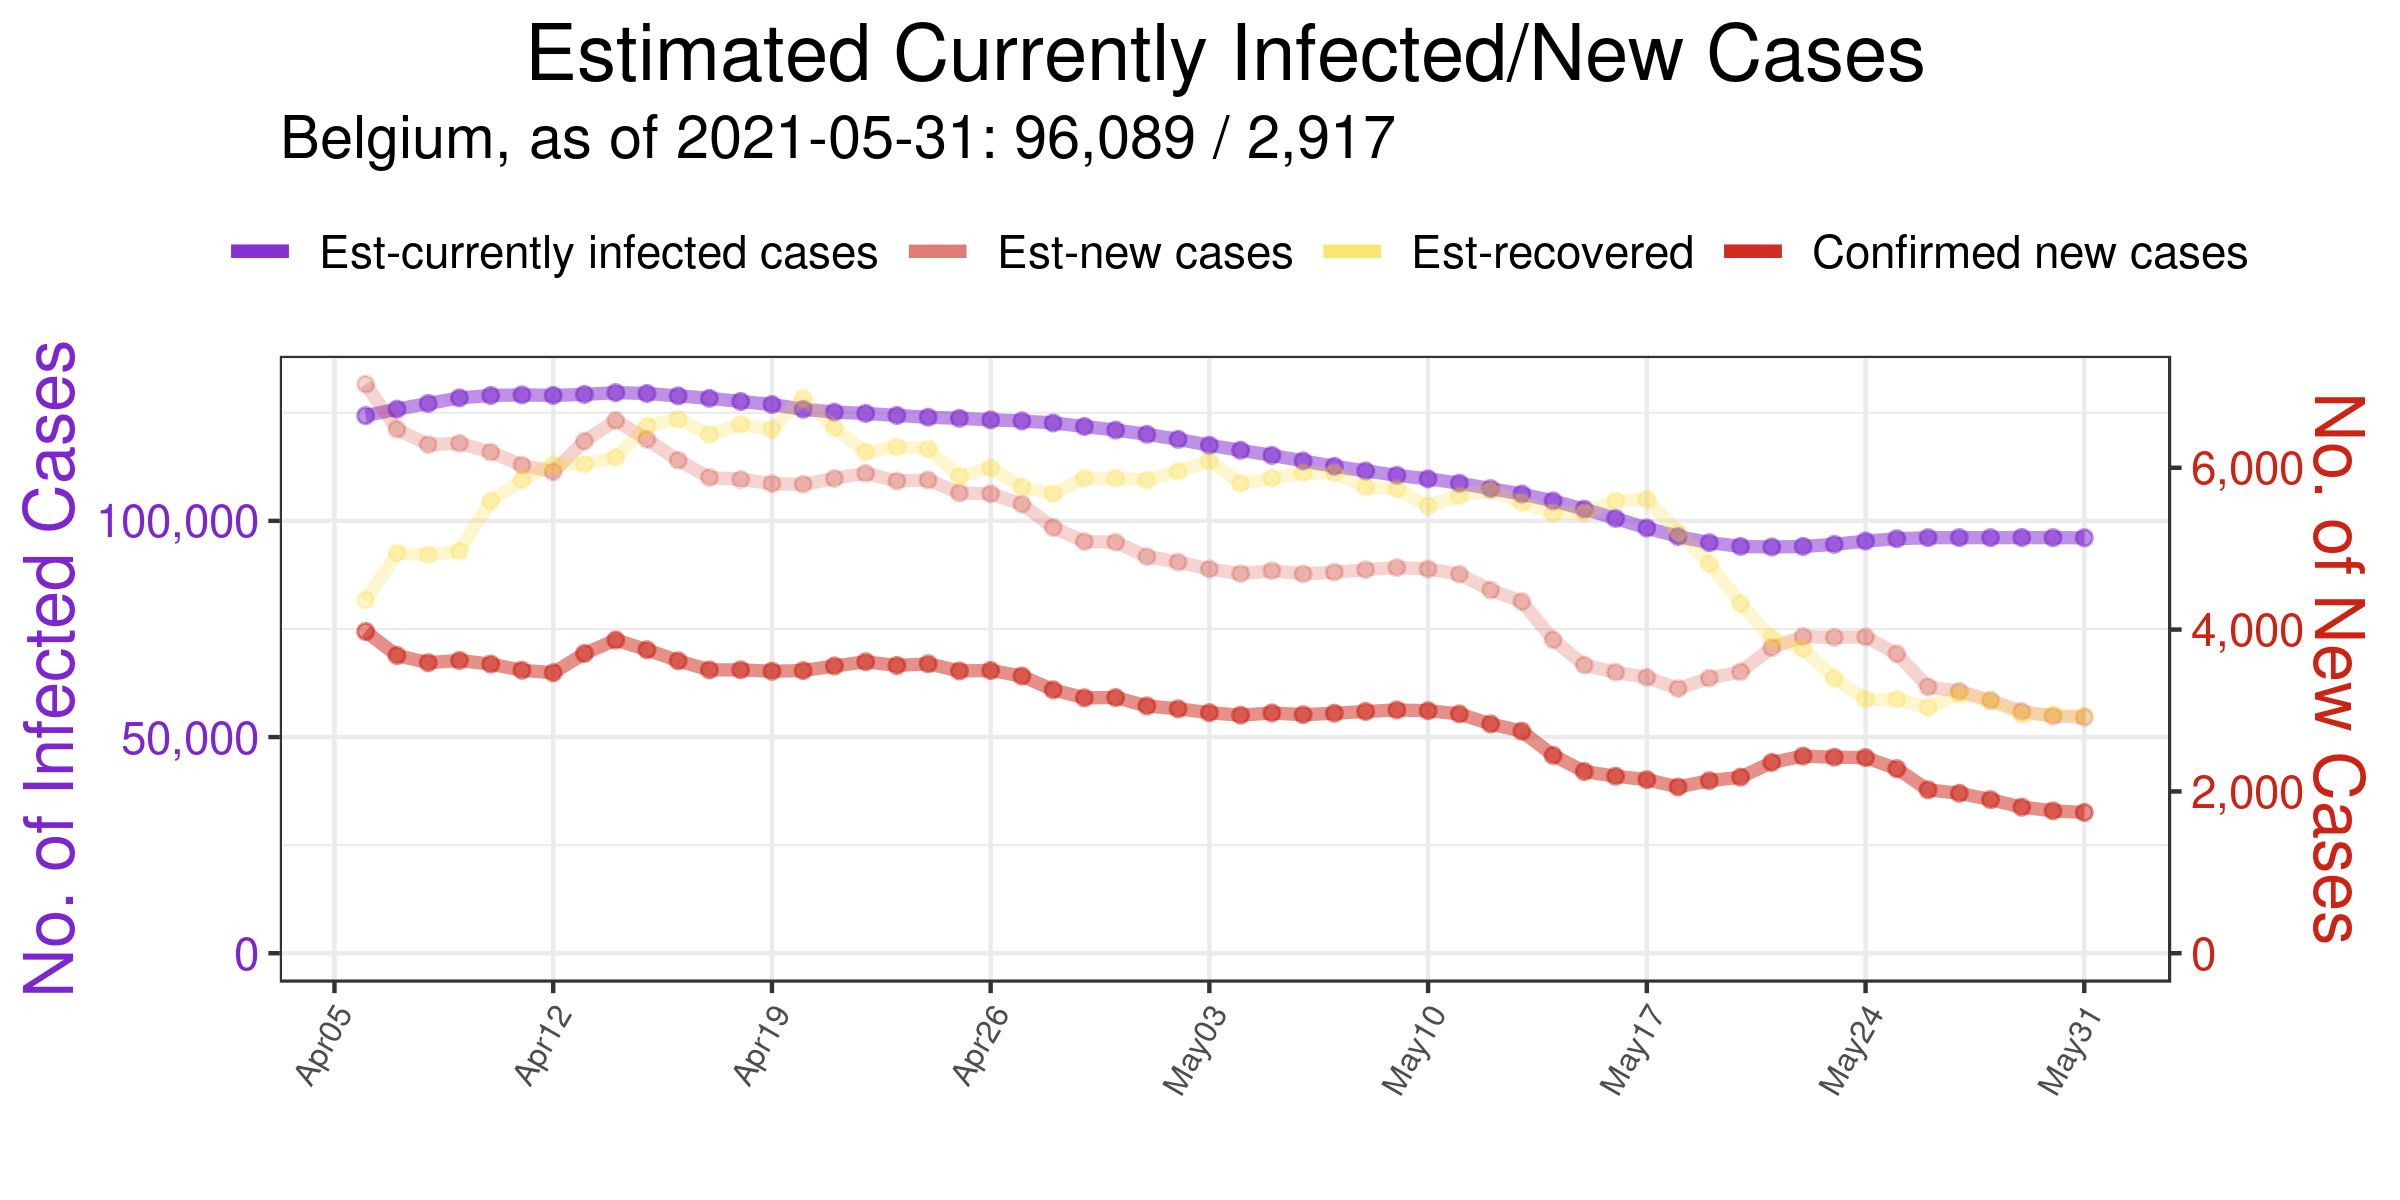 Estimated Currently Infected/New Cases
Belgium, as of 2021-05-31: 96,089 / 2,917
Est-currently infected cases Est-new cases Est-recovered Confirmed new cases
No. of Infected Cases
100,000
50,000
0
6,000
4,000
2,000
0
No. of New Cases
Apr05 Apr12 Apr19 Apr26 May03 May10 May17 May24 May31